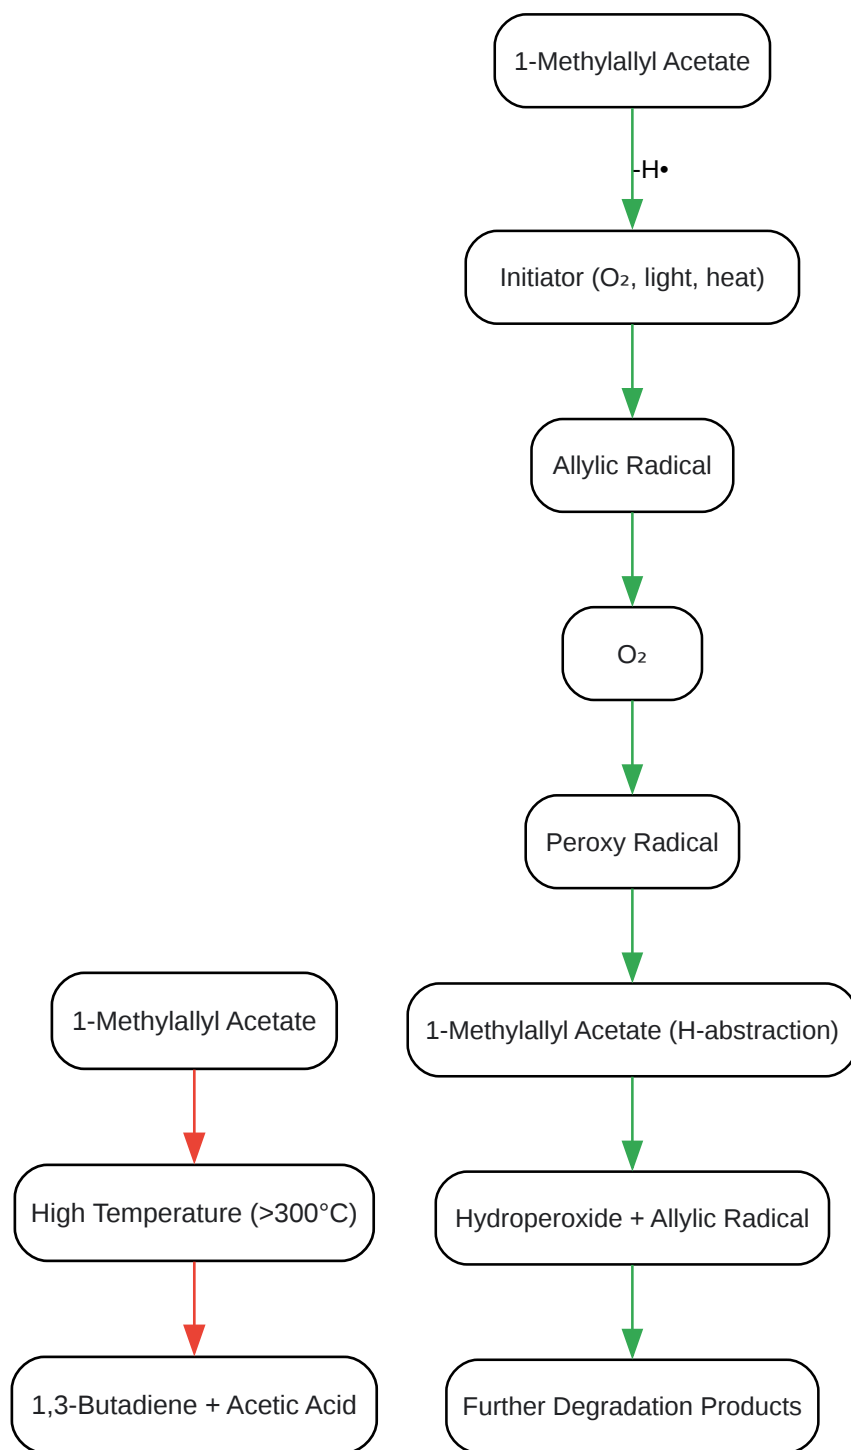 1-Methylallyl Acetate
-H•
Initiator (O₂, light, heat)
Allylic Radical
O₂
Peroxy Radical
1-Methylallyl Acetate (H-abstraction)
Hydroperoxide + Allylic Radical
Further Degradation Products
1-Methylallyl Acetate
High Temperature (>300°C)
1,3-Butadiene + Acetic Acid